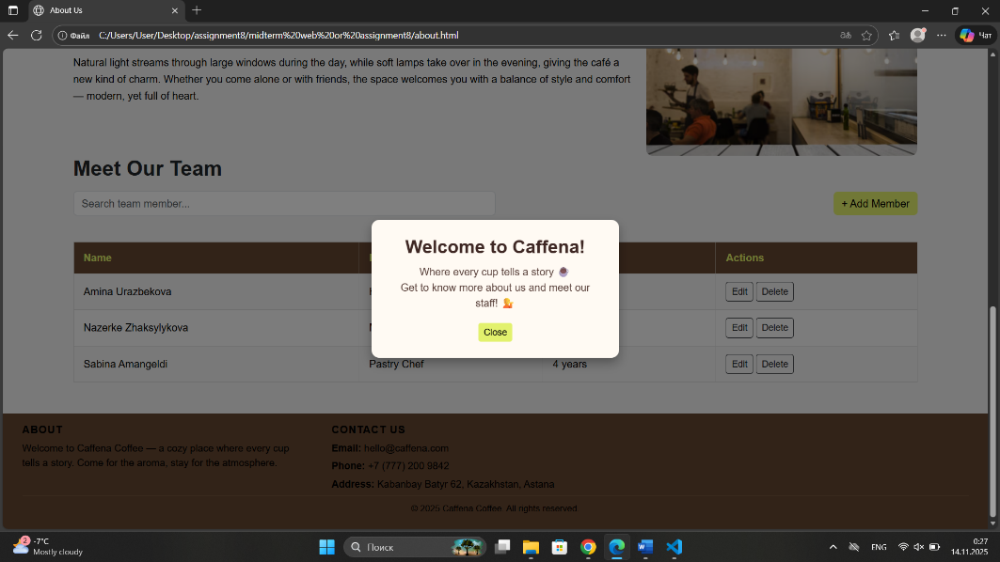 About Us
Файл
C:/Users/User/Desktop/assignment8/midterm%20web%20or%20assignment8/about.html
Чат
Natural light streams through large windows during the day, while soft lamps take over in the evening, giving the café a
new kind of charm. Whether you come alone or with friends, the space welcomes you with a balance of style and comfort
— modern, yet full of heart.
Meet Our Team
Search team member...
+ Add Member
Name
Actions
Welcome to Caffena!
Where every cup tells a story
Get to know more about us and meet our
staff!
Close
Amina Urazbekova
Edit Delete
Nazerke Zhaksylykova
Edit Delete
Sabina Amangeldi Pastry Chef 4 years Edit Delete
ABOUT
Welcome to Caffena Coffee — a cozy place where every cup
tells a story. Come for the aroma, stay for the atmosphere.
CONTACT US
Email: hello@caffena.com
Phone: +7 (777) 200 9842
Address: Kabanbay Batyr 62, Kazakhstan, Astana
© 2025 Caffena Coffee. All rights reserved.
2
-7°C
Mostly cloudy
Поиск
ENG
0:27
14.11.2025